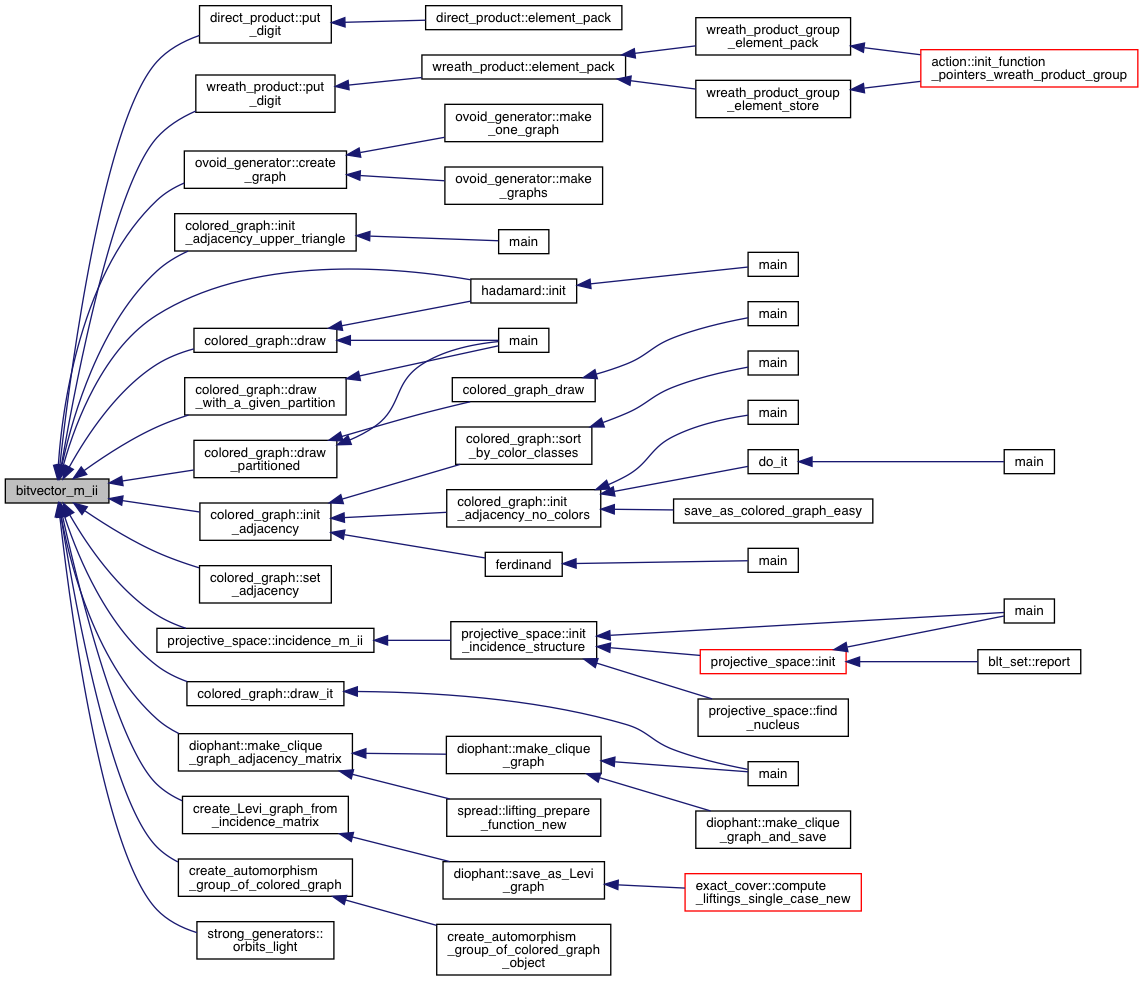 bitvector_m_ii
direct_product::put
_digit
direct_product::element_pack
wreath_product::put
_digit
wreath_product::element_pack
wreath_product_group
_element_pack
action::init_function
_pointers_wreath_product_group
wreath_product_group
_element_store
ovoid_generator::create
_graph
ovoid_generator::make
_one_graph
ovoid_generator::make
_graphs
colored_graph::init
_adjacency_upper_triangle
main
hadamard::init
main
colored_graph::draw
main
colored_graph::draw
_with_a_given_partition
colored_graph::draw
_partitioned
colored_graph_draw
main
colored_graph::init
_adjacency
colored_graph::sort
_by_color_classes
main
colored_graph::init
_adjacency_no_colors
main
do_it
main
save_as_colored_graph_easy
ferdinand
main
colored_graph::set
_adjacency
projective_space::incidence_m_ii
projective_space::init
_incidence_structure
main
projective_space::init
blt_set::report
projective_space::find
_nucleus
colored_graph::draw_it
main
diophant::make_clique
_graph_adjacency_matrix
diophant::make_clique
_graph
diophant::make_clique
_graph_and_save
spread::lifting_prepare
_function_new
create_Levi_graph_from
_incidence_matrix
diophant::save_as_Levi
_graph
exact_cover::compute
_liftings_single_case_new
create_automorphism
_group_of_colored_graph
create_automorphism
_group_of_colored_graph
_object
strong_generators::
orbits_light